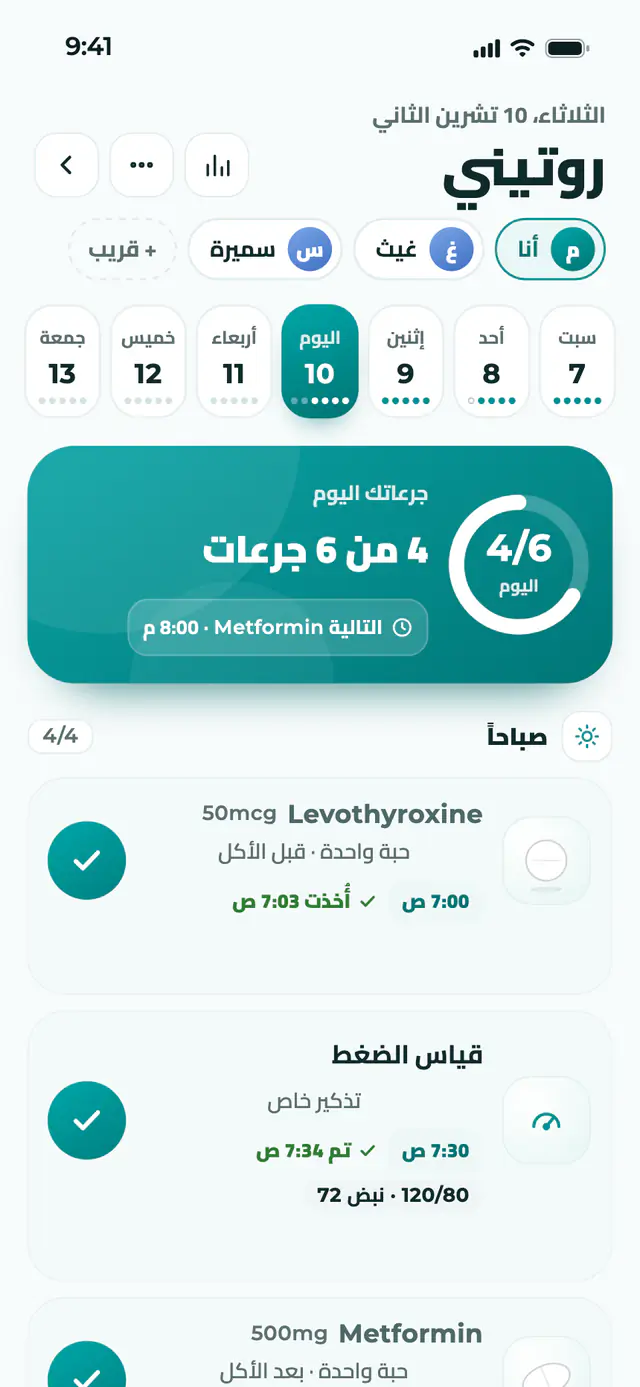 9:41
الثلاثاء، 10 تشرين الثاني
روتيني
م أنا
غ غيث
س سميرة
+ قريب
سبت 7
أحد 8
إثنين 9
اليوم 10
أربعاء 11
خميس 12
جمعة 13
4/6
اليوم
جرعاتك اليوم
4 من 6 جرعات
التالية Metformin · 8:00 م
صباحاً
4/4
Levothyroxine 50mcg
حبة واحدة · قبل الأكل
7:00 ص ✓ أُخذت 7:03 ص
قياس الضغط
تذكير خاص
7:30 ص ✓ تم 7:34 ص
120/80 · نبض 72
Metformin 500mg
حبة واحدة · بعد الأكل